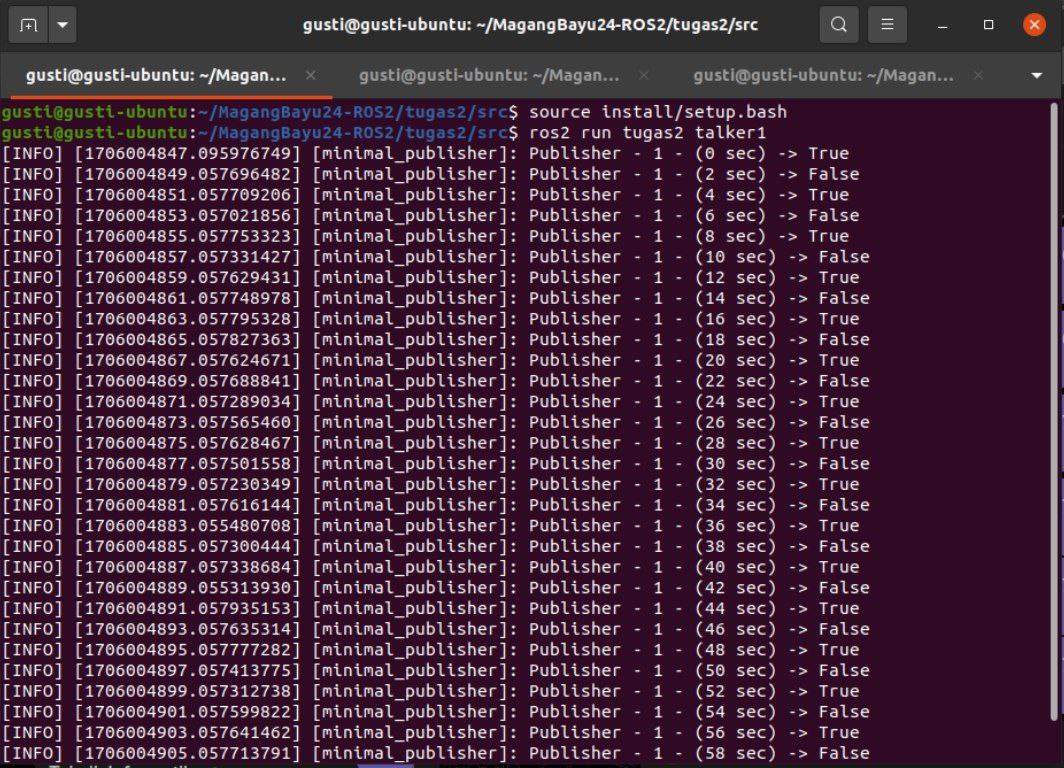 gusti@gusti-ubuntu: ~/MagangBayu24-ROS2/tugas2/src
gusti@gusti-ubuntu: ~/Magan... × gusti@gusti-ubuntu: ~/Magan... × gusti@gusti-ubuntu: ~/Magan... ×
gusti@gusti-ubuntu:~/MagangBayu24-ROS2/tugas2/src$ source install/setup.bash
gusti@gusti-ubuntu:~/MagangBayu24-ROS2/tugas2/src$ ros2 run tugas2 talker1
[INFO] [1706004847.095976749] [minimal_publisher]: Publisher - 1 - (0 sec) -> True
[INFO] [1706004849.057696482] [minimal_publisher]: Publisher - 1 - (2 sec) -> False
[INFO] [1706004851.057709206] [minimal_publisher]: Publisher - 1 - (4 sec) -> True
[INFO] [1706004853.057021856] [minimal_publisher]: Publisher - 1 - (6 sec) -> False
[INFO] [1706004855.057753323] [minimal_publisher]: Publisher - 1 - (8 sec) -> True
[INFO] [1706004857.057331427] [minimal_publisher]: Publisher - 1 - (10 sec) -> False
[INFO] [1706004859.057629431] [minimal_publisher]: Publisher - 1 - (12 sec) -> True
[INFO] [1706004861.057748978] [minimal_publisher]: Publisher - 1 - (14 sec) -> False
[INFO] [1706004863.057795328] [minimal_publisher]: Publisher - 1 - (16 sec) -> True
[INFO] [1706004865.057827363] [minimal_publisher]: Publisher - 1 - (18 sec) -> False
[INFO] [1706004867.057624671] [minimal_publisher]: Publisher - 1 - (20 sec) -> True
[INFO] [1706004869.057688841] [minimal_publisher]: Publisher - 1 - (22 sec) -> False
[INFO] [1706004871.057289034] [minimal_publisher]: Publisher - 1 - (24 sec) -> True
[INFO] [1706004873.057565460] [minimal_publisher]: Publisher - 1 - (26 sec) -> False
[INFO] [1706004875.057628467] [minimal_publisher]: Publisher - 1 - (28 sec) -> True
[INFO] [1706004877.057501558] [minimal_publisher]: Publisher - 1 - (30 sec) -> False
[INFO] [1706004879.057230349] [minimal_publisher]: Publisher - 1 - (32 sec) -> True
[INFO] [1706004881.057616144] [minimal_publisher]: Publisher - 1 - (34 sec) -> False
[INFO] [1706004883.055480708] [minimal_publisher]: Publisher - 1 - (36 sec) -> True
[INFO] [1706004885.057300444] [minimal_publisher]: Publisher - 1 - (38 sec) -> False
[INFO] [1706004887.057338684] [minimal_publisher]: Publisher - 1 - (40 sec) -> True
[INFO] [1706004889.055313930] [minimal_publisher]: Publisher - 1 - (42 sec) -> False
[INFO] [1706004891.057935153] [minimal_publisher]: Publisher - 1 - (44 sec) -> True
[INFO] [1706004893.057635314] [minimal_publisher]: Publisher - 1 - (46 sec) -> False
[INFO] [1706004895.057777282] [minimal_publisher]: Publisher - 1 - (48 sec) -> True
[INFO] [1706004897.057413775] [minimal_publisher]: Publisher - 1 - (50 sec) -> False
[INFO] [1706004899.057312738] [minimal_publisher]: Publisher - 1 - (52 sec) -> True
[INFO] [1706004901.057599822] [minimal_publisher]: Publisher - 1 - (54 sec) -> False
[INFO] [1706004903.057641462] [minimal_publisher]: Publisher - 1 - (56 sec) -> True
[INFO] [1706004905.057713791] [minimal_publisher]: Publisher - 1 - (58 sec) -> False